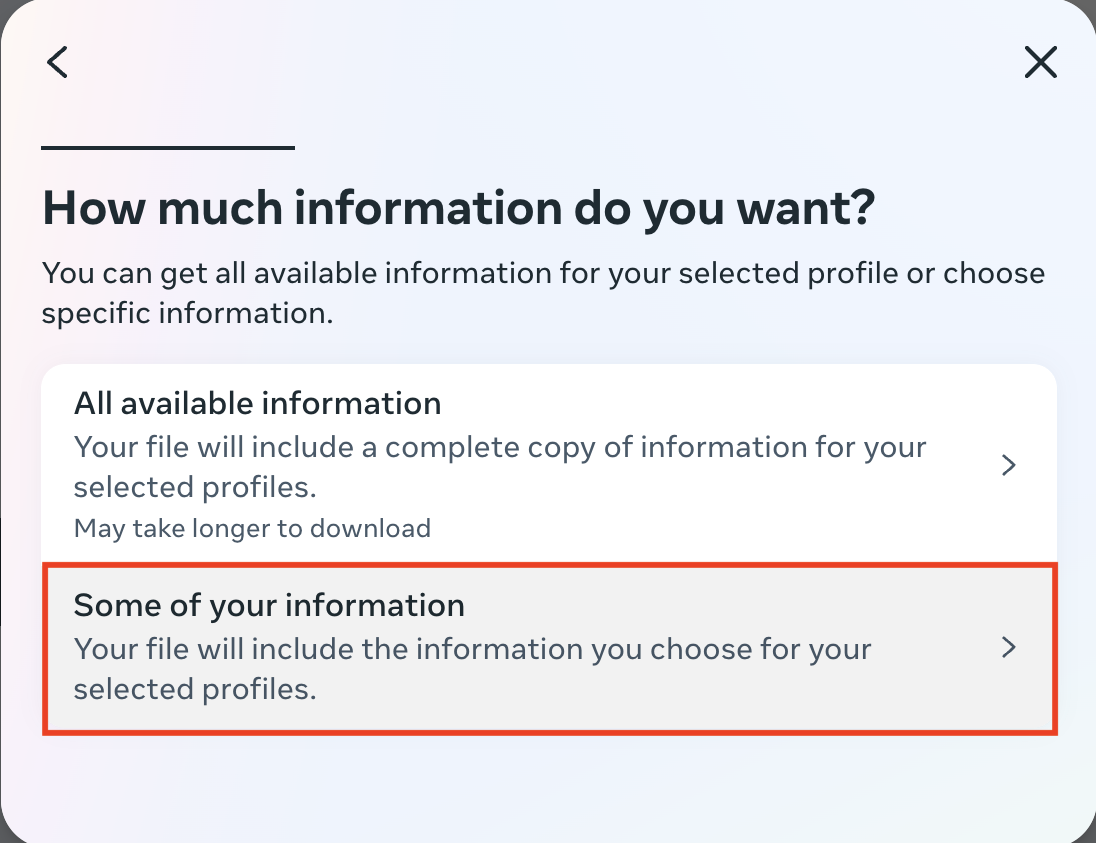 How much information do you want?
You can get all available information for your selected profile or choose
specific information.
All available information
Your file will include a complete copy of information for your
selected profiles.
May take longer to download
Some of your information
Your file will include the information you choose for your
selected profiles.